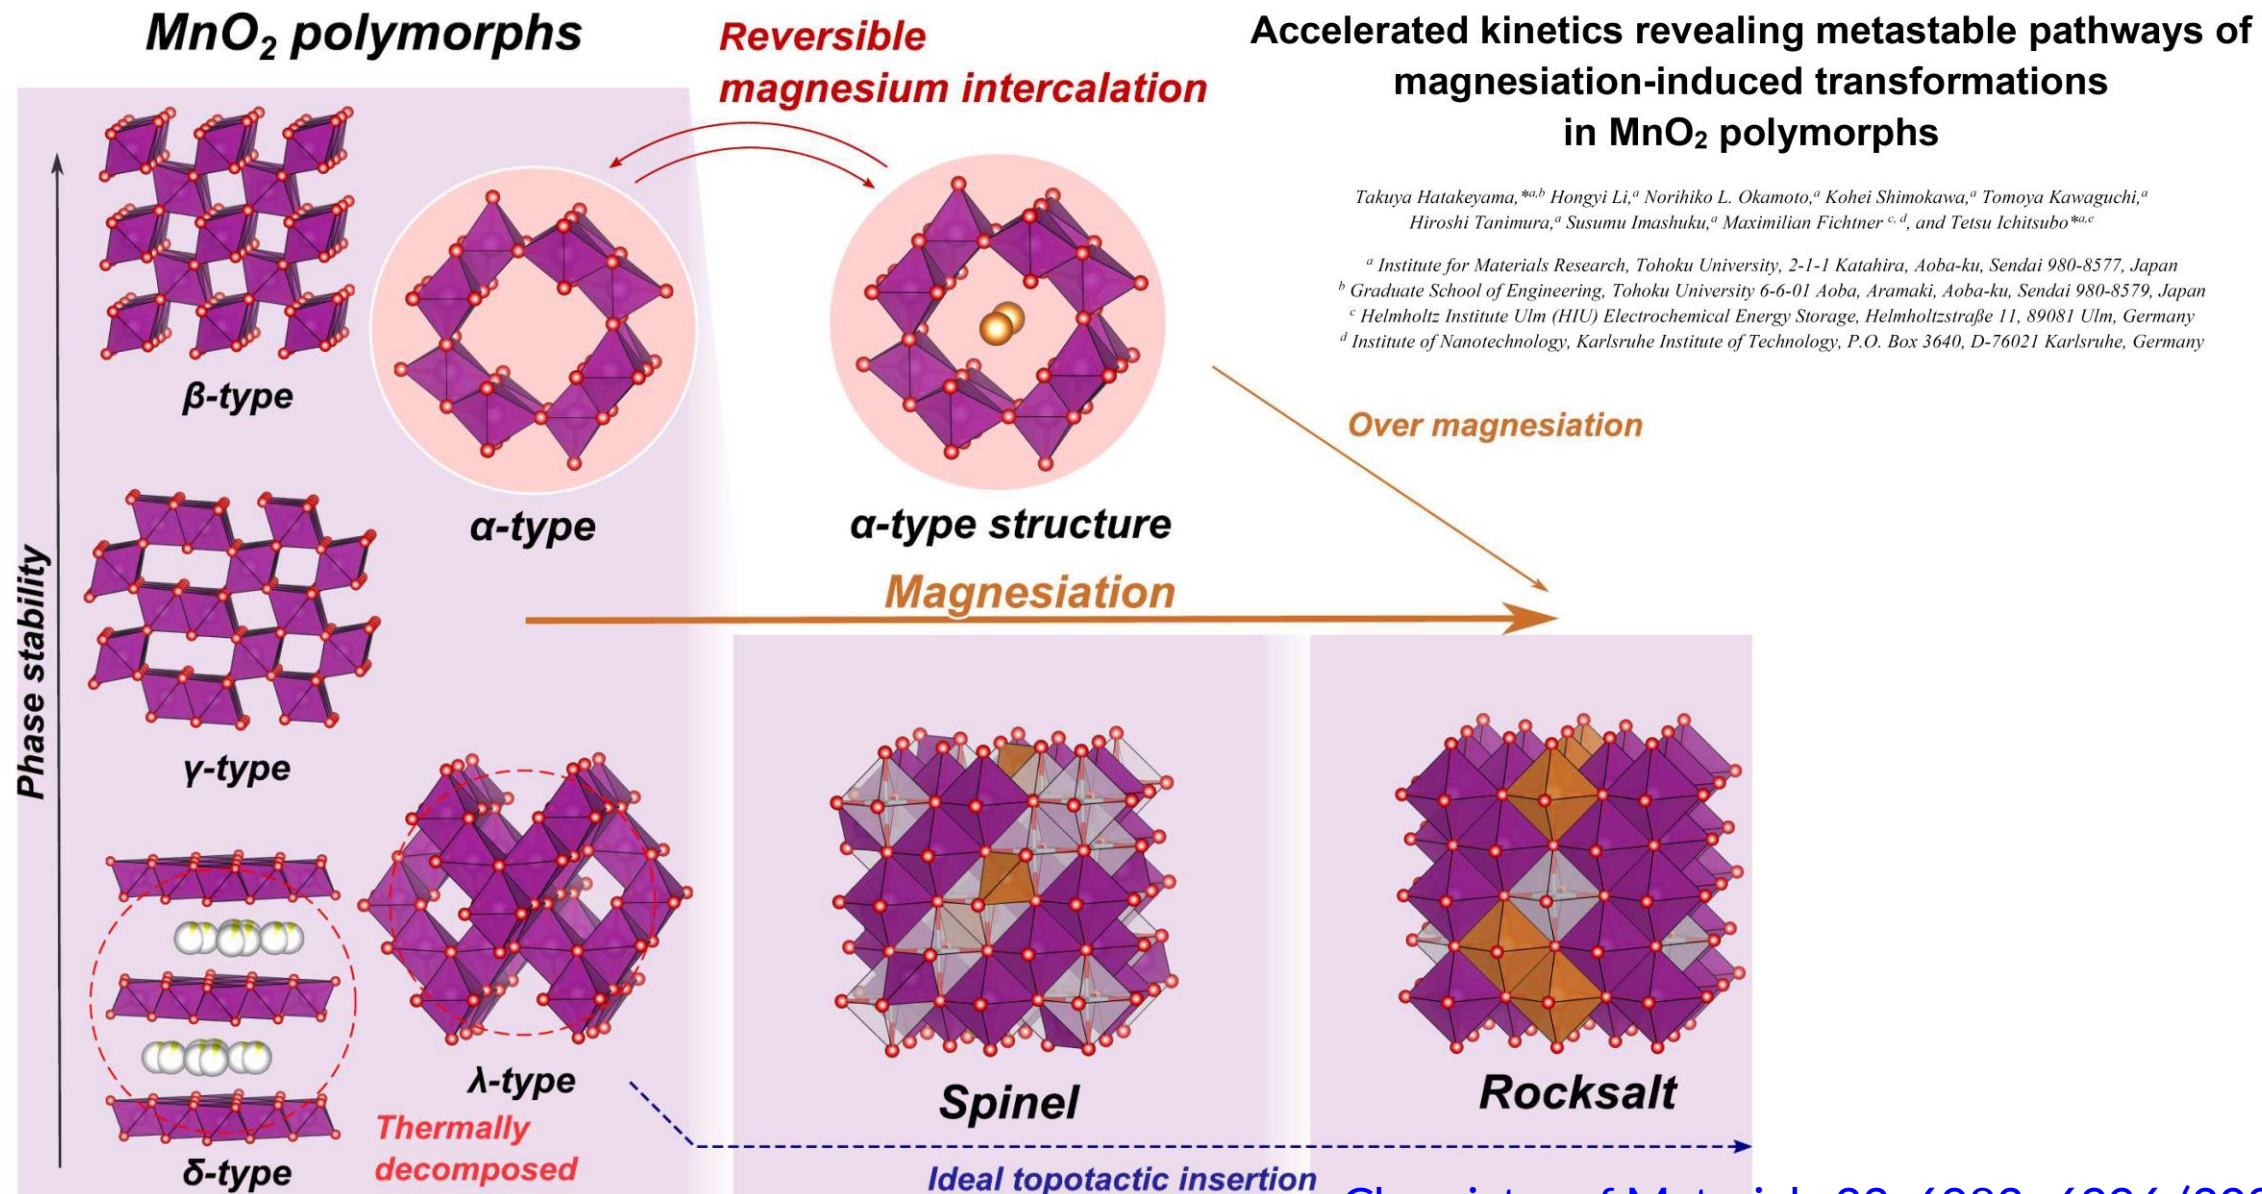 MnO₂ polymorphs
Reversible
magnesium intercalation
Accelerated kinetics revealing metastable pathways of
magnesiation-induced transformations
in MnO₂ polymorphs
Takuya Hatakeyama,*a,b Hongyi Li,a Norihiko L. Okamoto,a Kohei Shimokawa,a Tomoya Kawaguchi,a
Hiroshi Tanimura,a Susumu Imashuku,a Maximilian Fichtner c, d, and Tetsu Ichitsubo*a,e
a Institute for Materials Research, Tohoku University, 2-1-1 Katahira, Aoba-ku, Sendai 980-8577, Japan
b Graduate School of Engineering, Tohoku University 6-6-01 Aoba, Aramaki, Aoba-ku, Sendai 980-8579, Japan
c Helmholtz Institute Ulm (HIU) Electrochemical Energy Storage, Helmholtzstraße 11, 89081 Ulm, Germany
d Institute of Nanotechnology, Karlsruhe Institute of Technology, P.O. Box 3640, D-76021 Karlsruhe, Germany
β-type
α-type
α-type structure
Over magnesiation
Magnesiation
Phase stability
γ-type
λ-type
Thermally
decomposed
δ-type
Spinel
Rocksalt
Ideal topotactic insertion